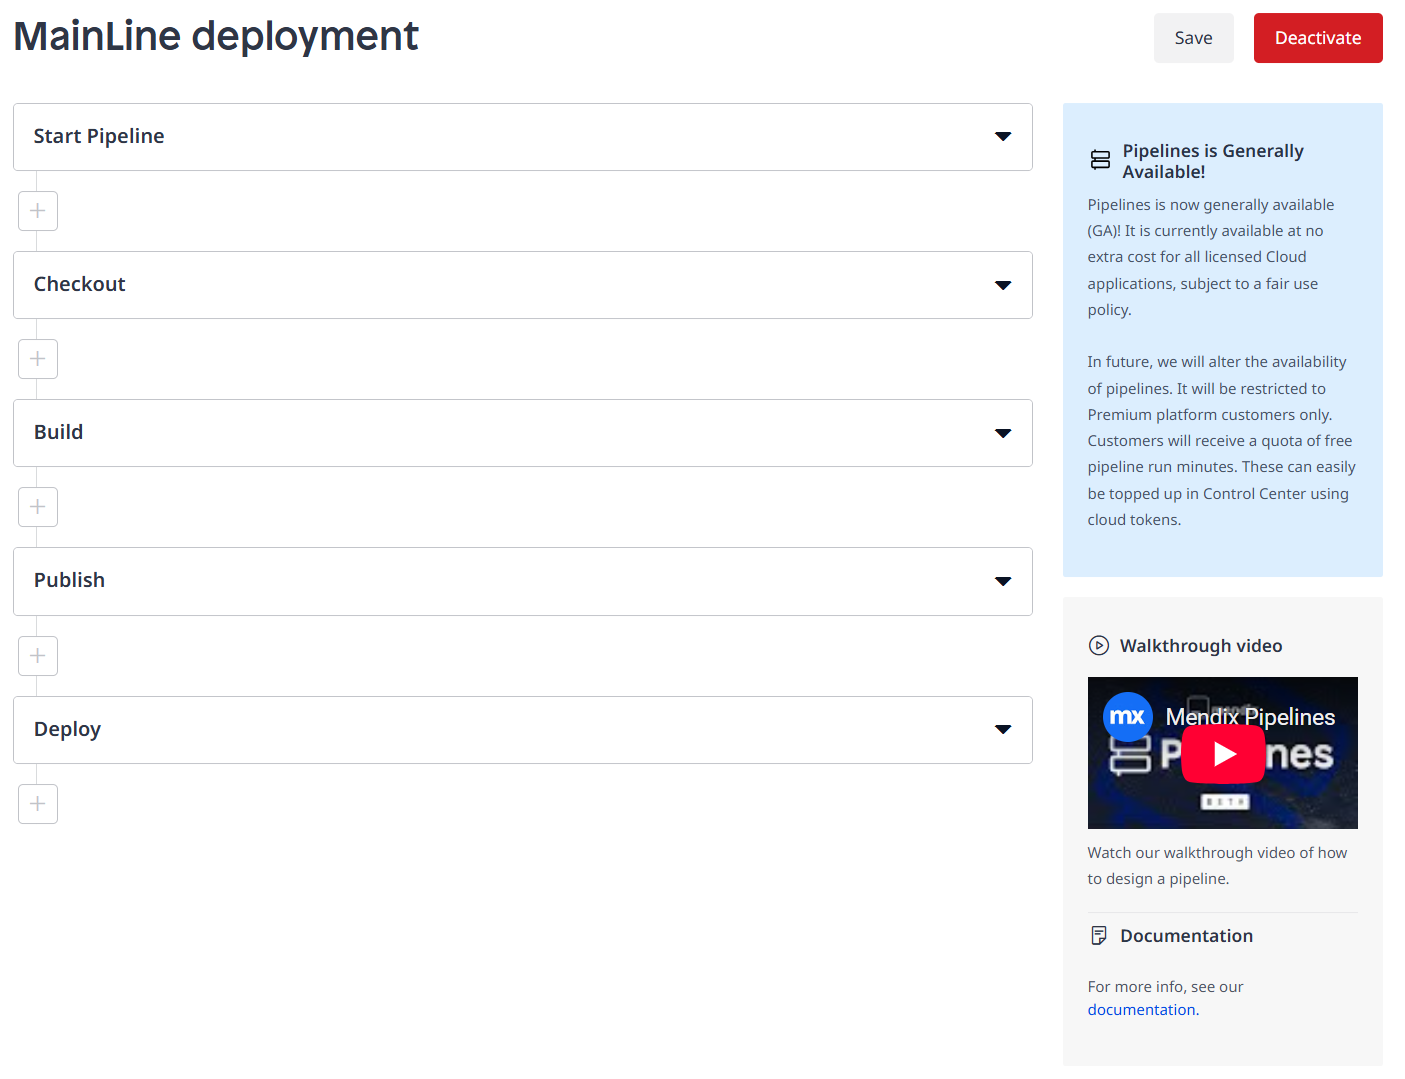 MainLine deployment
Save
Deactivate
Start Pipeline
Checkout
Build
Publish
Deploy
Pipelines is Generally
Available!
Pipelines is now generally available
(GA)! It is currently available at no
extra cost for all licensed Cloud
applications, subject to a fair use
policy.
In future, we will alter the availability
of pipelines. It will be restricted to
Premium platform customers only.
Customers will receive a quota of free
pipeline run minutes. These can easily
be topped up in Control Center using
cloud tokens.
Walkthrough video
mx
Mendix Pipelines
BETA
Watch our walkthrough video of how
to design a pipeline.
Documentation
For more info, see our
documentation.